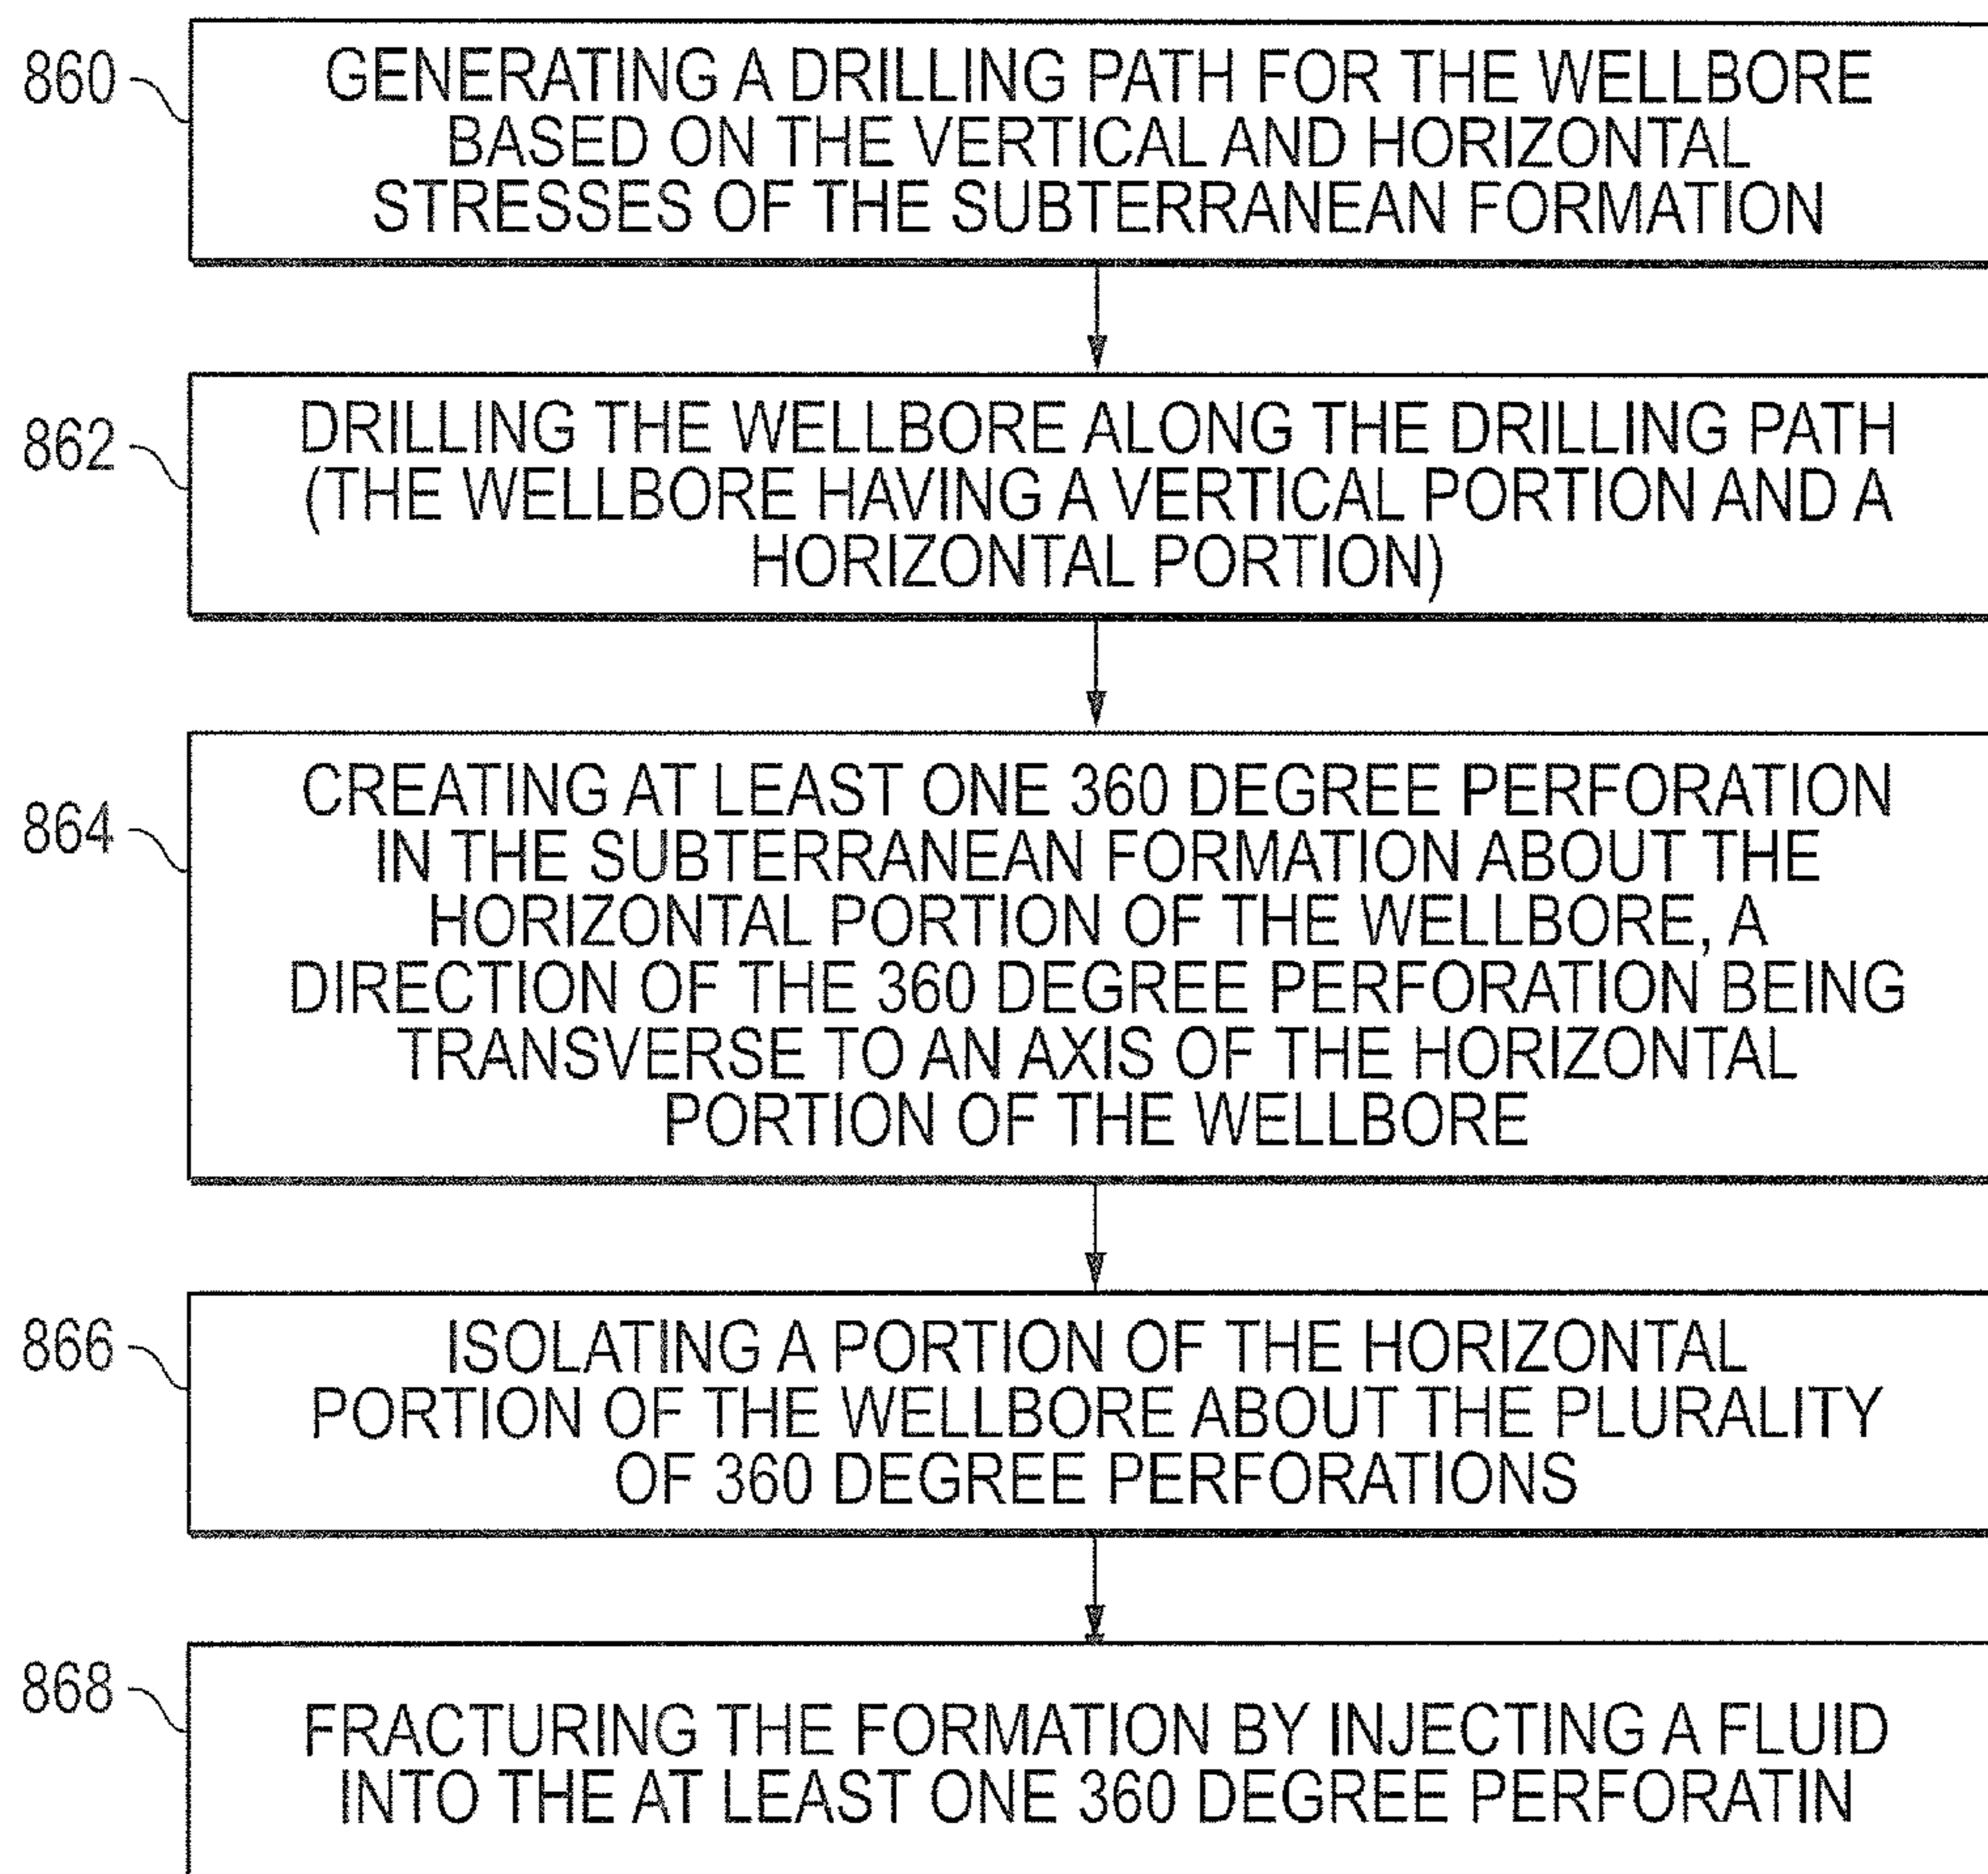 860
GENERATING A DRILLING PATH FOR THE WELLBORE
BASED ON THE VERTICAL AND HORIZONTAL
STRESSES OF THE SUBTERRANEAN FORMATION
862
DRILLING THE WELLBORE ALONG THE DRILLING PATH
(THE WELLBORE HAVING A VERTICAL PORTION AND A
HORIZONTAL PORTION)
864
CREATING AT LEAST ONE 360 DEGREE PERFORATION
IN THE SUBTERRANEAN FORMATION ABOUT THE
HORIZONTAL PORTION OF THE WELLBORE, A
DIRECTION OF THE 360 DEGREE PERFORATION BEING
TRANSVERSE TO AN AXIS OF THE HORIZONTAL
PORTION OF THE WELLBORE
866
ISOLATING A PORTION OF THE HORIZONTAL
PORTION OF THE WELLBORE ABOUT THE PLURALITY
OF 360 DEGREE PERFORATIONS
868
FRACTURING THE FORMATION BY INJECTING A FLUID
INTO THE AT LEAST ONE 360 DEGREE PERFORATIN